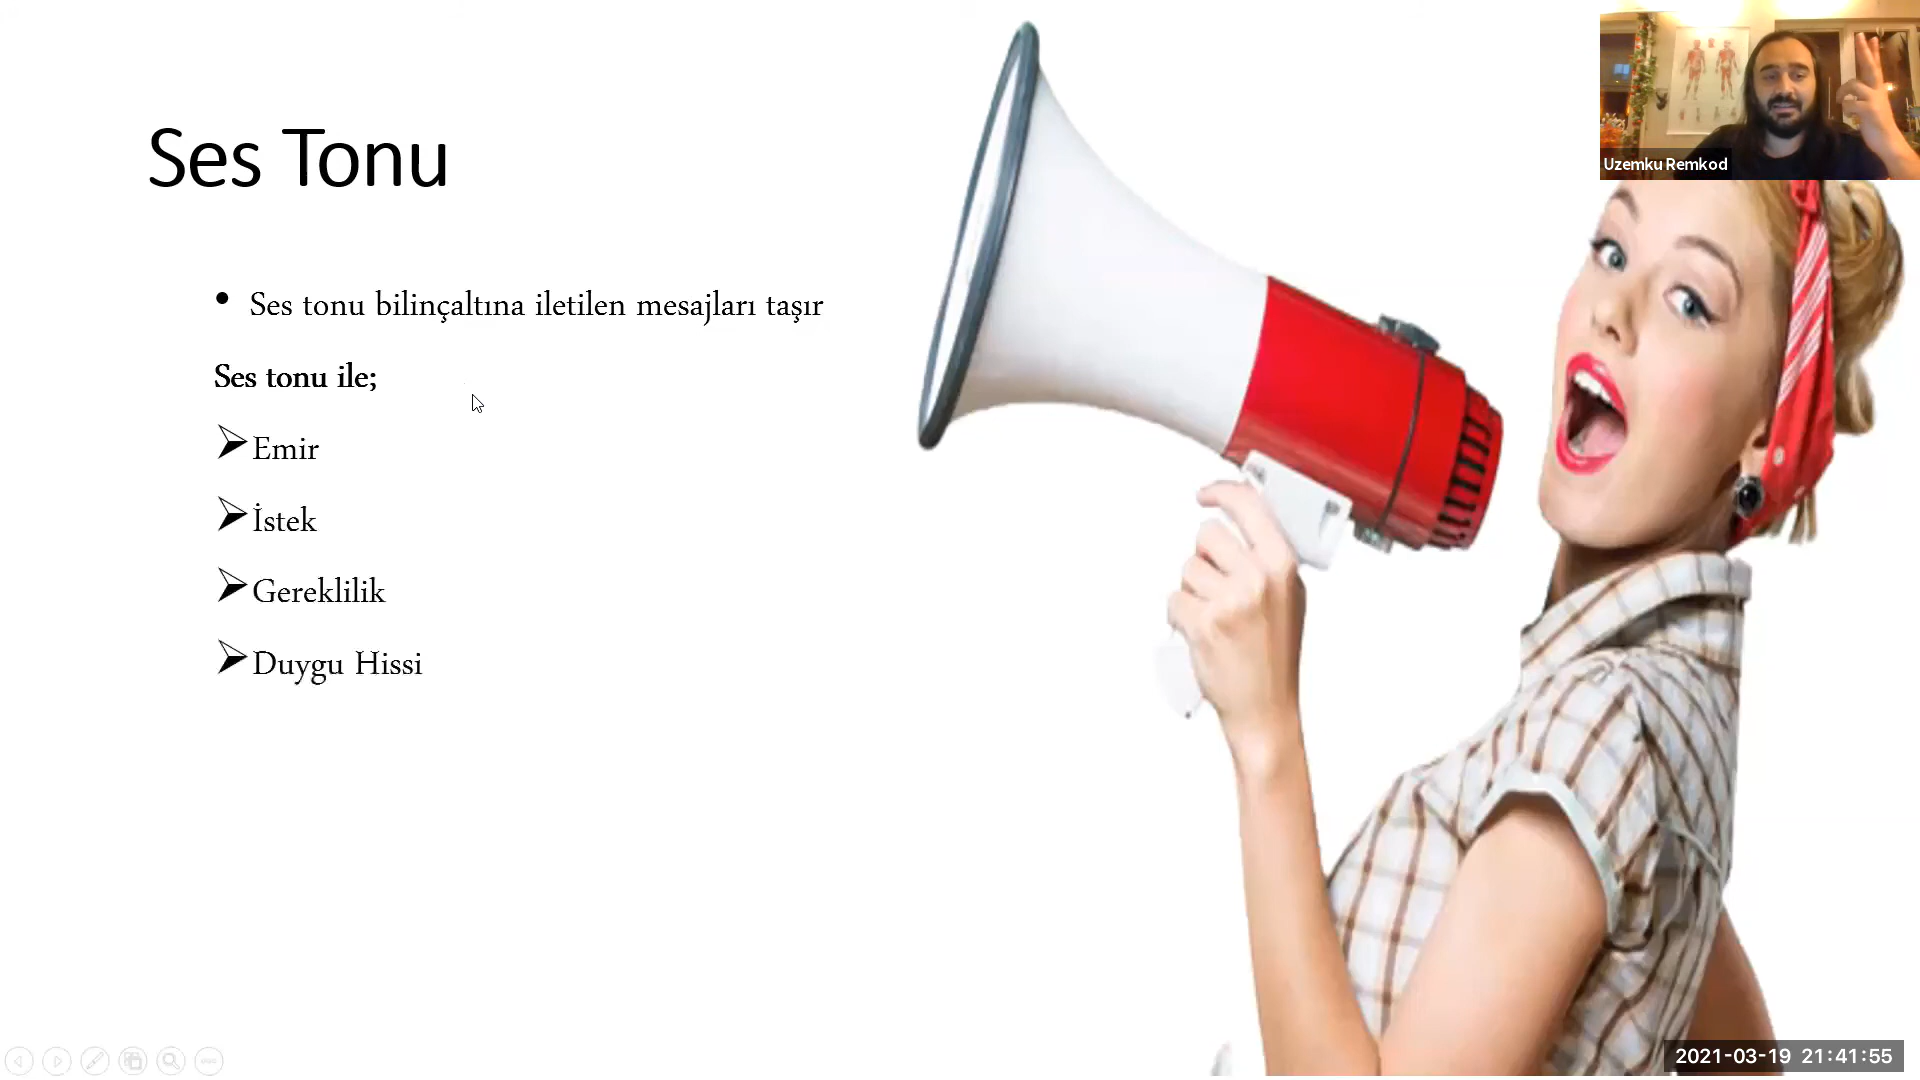 Ses Tonu
Uzemku Remkod
• Ses tonu bilinçaltına iletilen mesajları taşır
Ses tonu ile;
➢Emir
➢İstek
➢Gereklilik
➢Duygu Hissi
2021-03-19 21:41:55